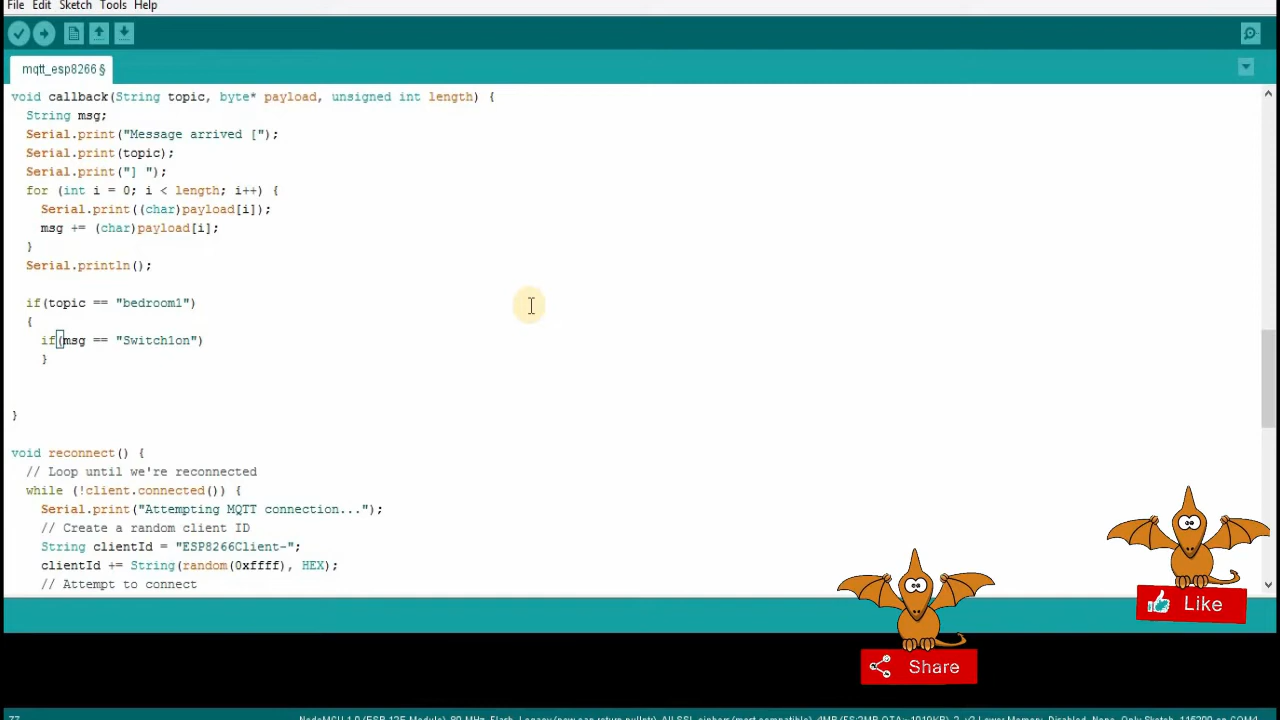 File Edit Sketch Tools Help
mqtt_esp8266 §
void callback(String topic, byte* payload, unsigned int length) {
String msg;
Serial.print("Message arrived [");
Serial.print(topic);
Serial.print("] ");
for (int i = 0; i < length; i++) {
Serial.print((char)payload[i]);
msg += (char)payload[i];
}
Serial.println();
if(topic == "bedroom1")
{
if(msg == "Switch1on")
}
}
void reconnect() {
// Loop until we're reconnected
while (!client.connected()) {
Serial.print("Attempting MQTT connection...");
// Create a random client ID
String clientId = "ESP8266Client-";
clientId += String(random(0xffff), HEX);
// Attempt to connect
Like
Share